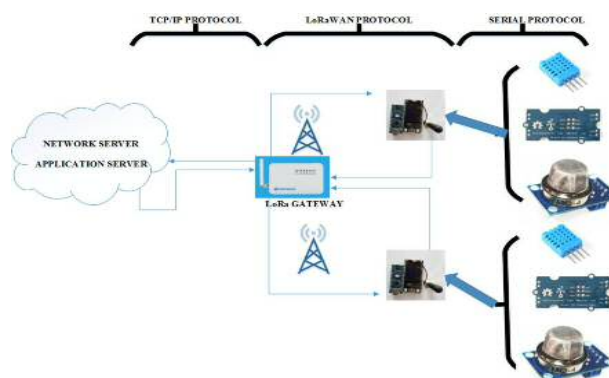 TCP/IP PROTOCOL
LoRaWAN PROTOCOL
SERIAL PROTOCOL
NETWORK SERVER
APPLICATION SERVER
LoRa GATEWAY